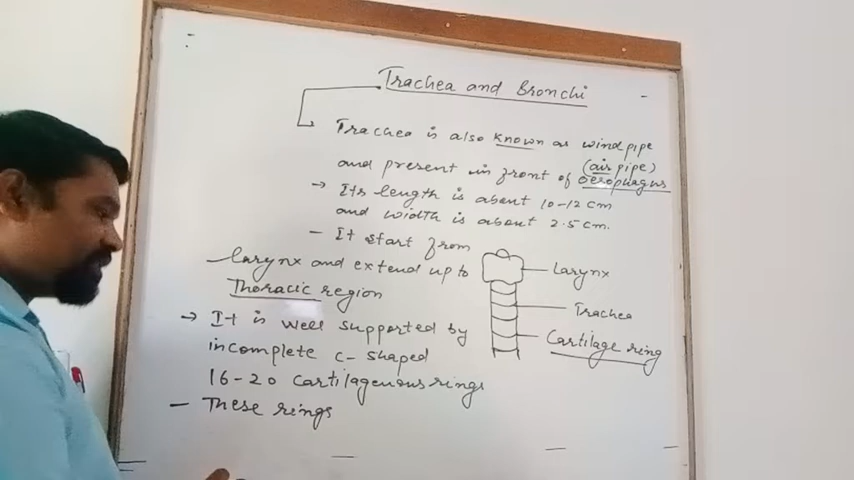 Trachea and Bronchi
→ Trachea is also known as windpipe
(air pipe)
and present in front of Oesophagus
→ Its length is about 10-12 cm
and width is about 2.5 cm.
- It start from
larynx and extend up to
Thoracic region
Larynx
Trachea
Cartilage ring
→ It is well supported by
incomplete c-shaped
16-20 cartilagenous rings
- These rings